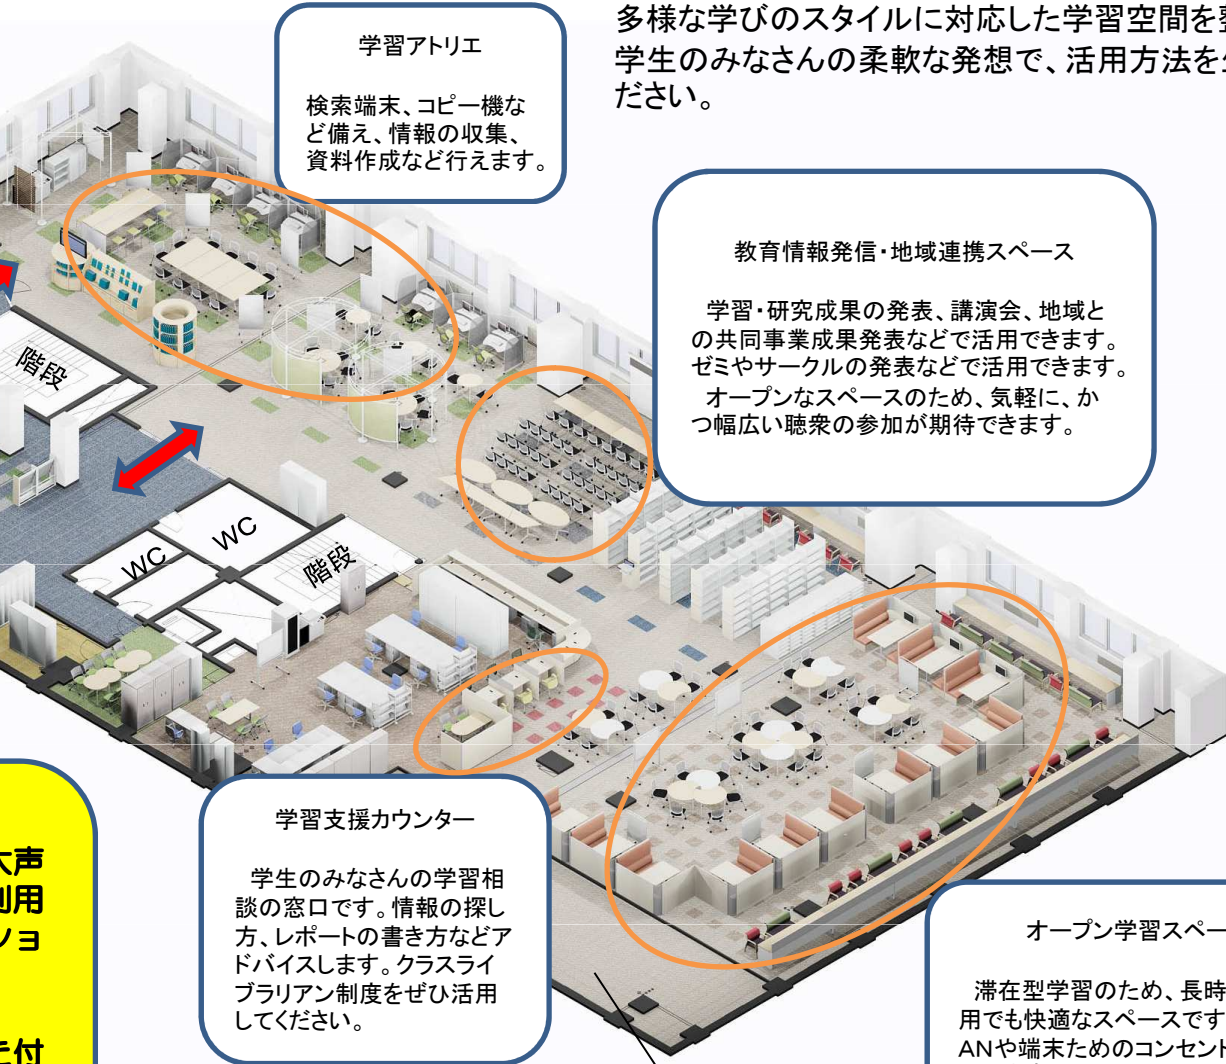 多様な学びのスタイルに対応した学習空間を
学生のみなさんの柔軟な発想で、活用方法を
ださい。
学習アトリエ
検索端末、コピー機な
ど備え、情報の収集、
資料作成など行えます。
教育情報発信・地域連携スペース
学習・研究成果の発表、講演会、地域と
の共同事業成果発表などで活用できます。
ゼミやサークルの発表などで活用できます。
オープンなスペースのため、気軽に、か
つ幅広い聴衆の参加が期待できます。
階段
WC
WC
階段
学習支援カウンター
学生のみなさんの学習相
談の窓口です。情報の探し
方、レポートの書き方などア
ドバイスします。クラスライ
ブラリアン制度をぜひ活用
してください。
大声
利用
ショ
付
オープン学習スペー
滞在型学習のため、長時
用でも快適なスペースです
ANや端末ためのコンセント